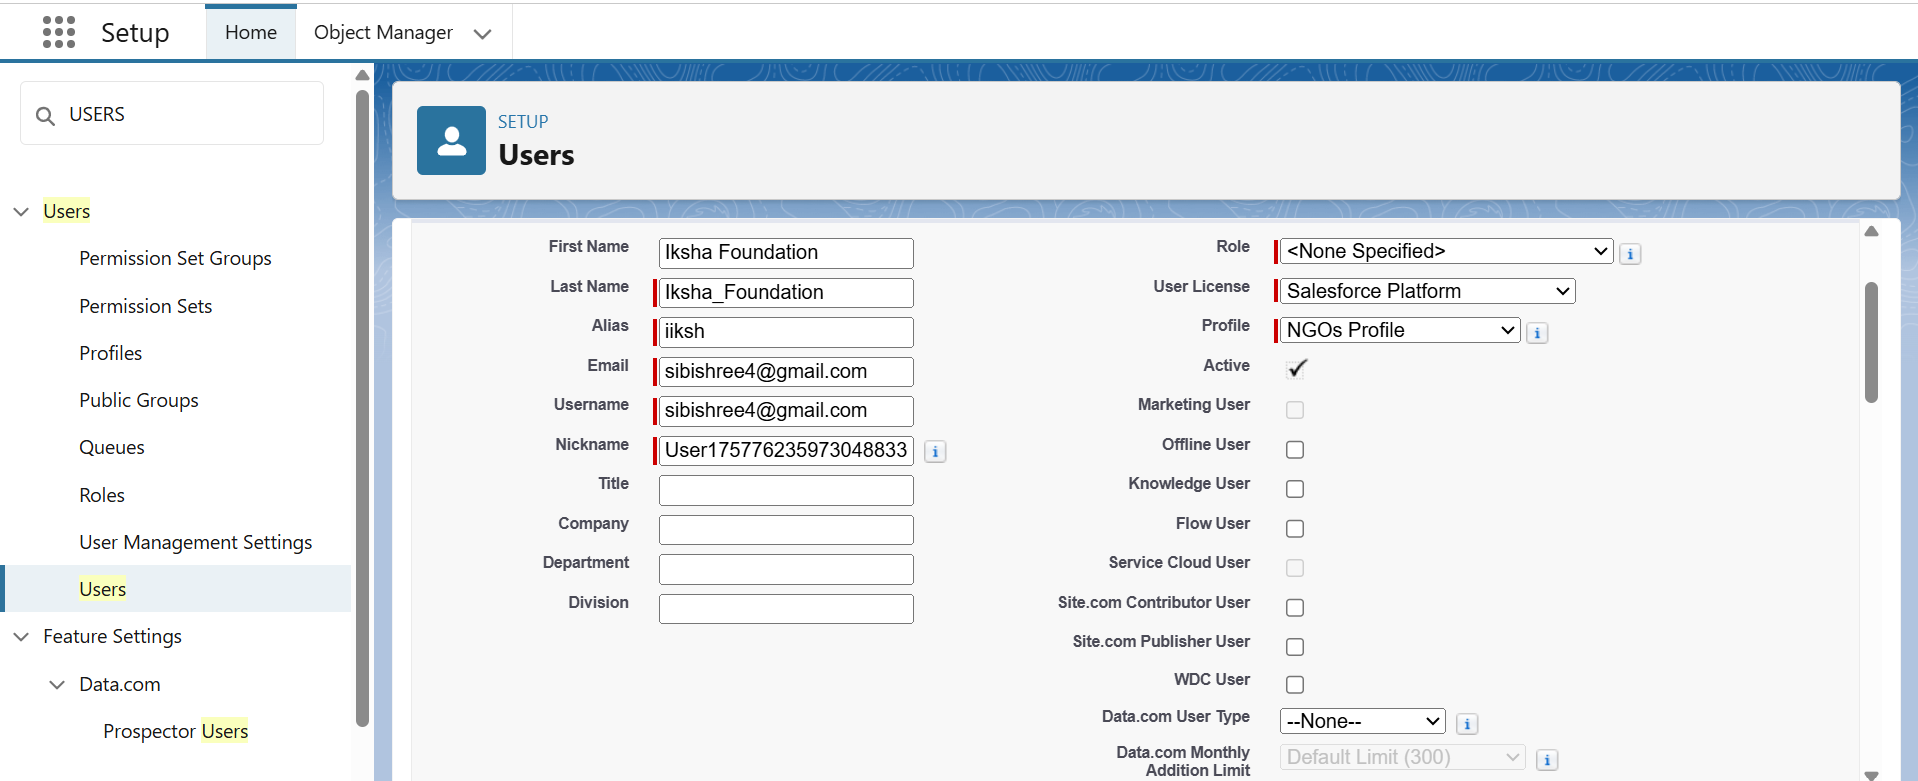 Setup
Home
Object Manager
USERS
Users
Permission Set Groups
Permission Sets
Profiles
Public Groups
Queues
Roles
User Management Settings
Users
Feature Settings
Data.com
Prospector Users
SETUP
Users
First Name Iksha Foundation
Last Name Iksha_Foundation
Alias iiksh
Email sibishree4@gmail.com
Username sibishree4@gmail.com
Nickname User175776235973048833 i
Title
Company
Department
Division
Role <None Specified> i
User License Salesforce Platform
Profile NGOs Profile i
Active
Marketing User
Offline User
Knowledge User
Flow User
Service Cloud User
Site.com Contributor User
Site.com Publisher User
WDC User
Data.com User Type --None-- i
Data.com Monthly
Addition Limit Default Limit (300) i